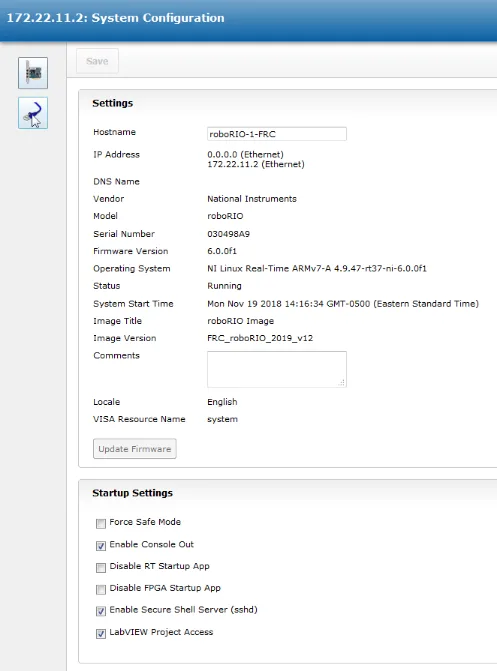 172.22.11.2: System Configuration
Save
Settings
Hostname roboRIO-1-FRC
IP Address 0.0.0.0 (Ethernet)
172.22.11.2 (Ethernet)
DNS Name
Vendor National Instruments
Model roboRIO
Serial Number 030498A9
Firmware Version 6.0.0f1
Operating System NI Linux Real-Time ARMv7-A 4.9.47-rt37-ni-6.0.0f1
Status Running
System Start Time Mon Nov 19 2018 14:16:34 GMT-0500 (Eastern Standard Time)
Image Title roboRIO Image
Image Version FRC_roboRIO_2019_v12
Comments
Locale English
VISA Resource Name system
Update Firmware
Startup Settings
Force Safe Mode
Enable Console Out
Disable RT Startup App
Disable FPGA Startup App
Enable Secure Shell Server (sshd)
LabVIEW Project Access